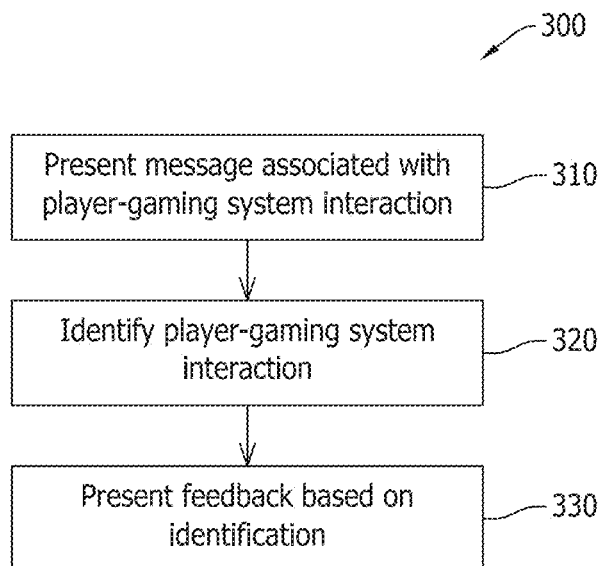 300
Present message associated with
player-gaming system interaction
310
Identify player-gaming system
interaction
320
Present feedback based on
identification
330